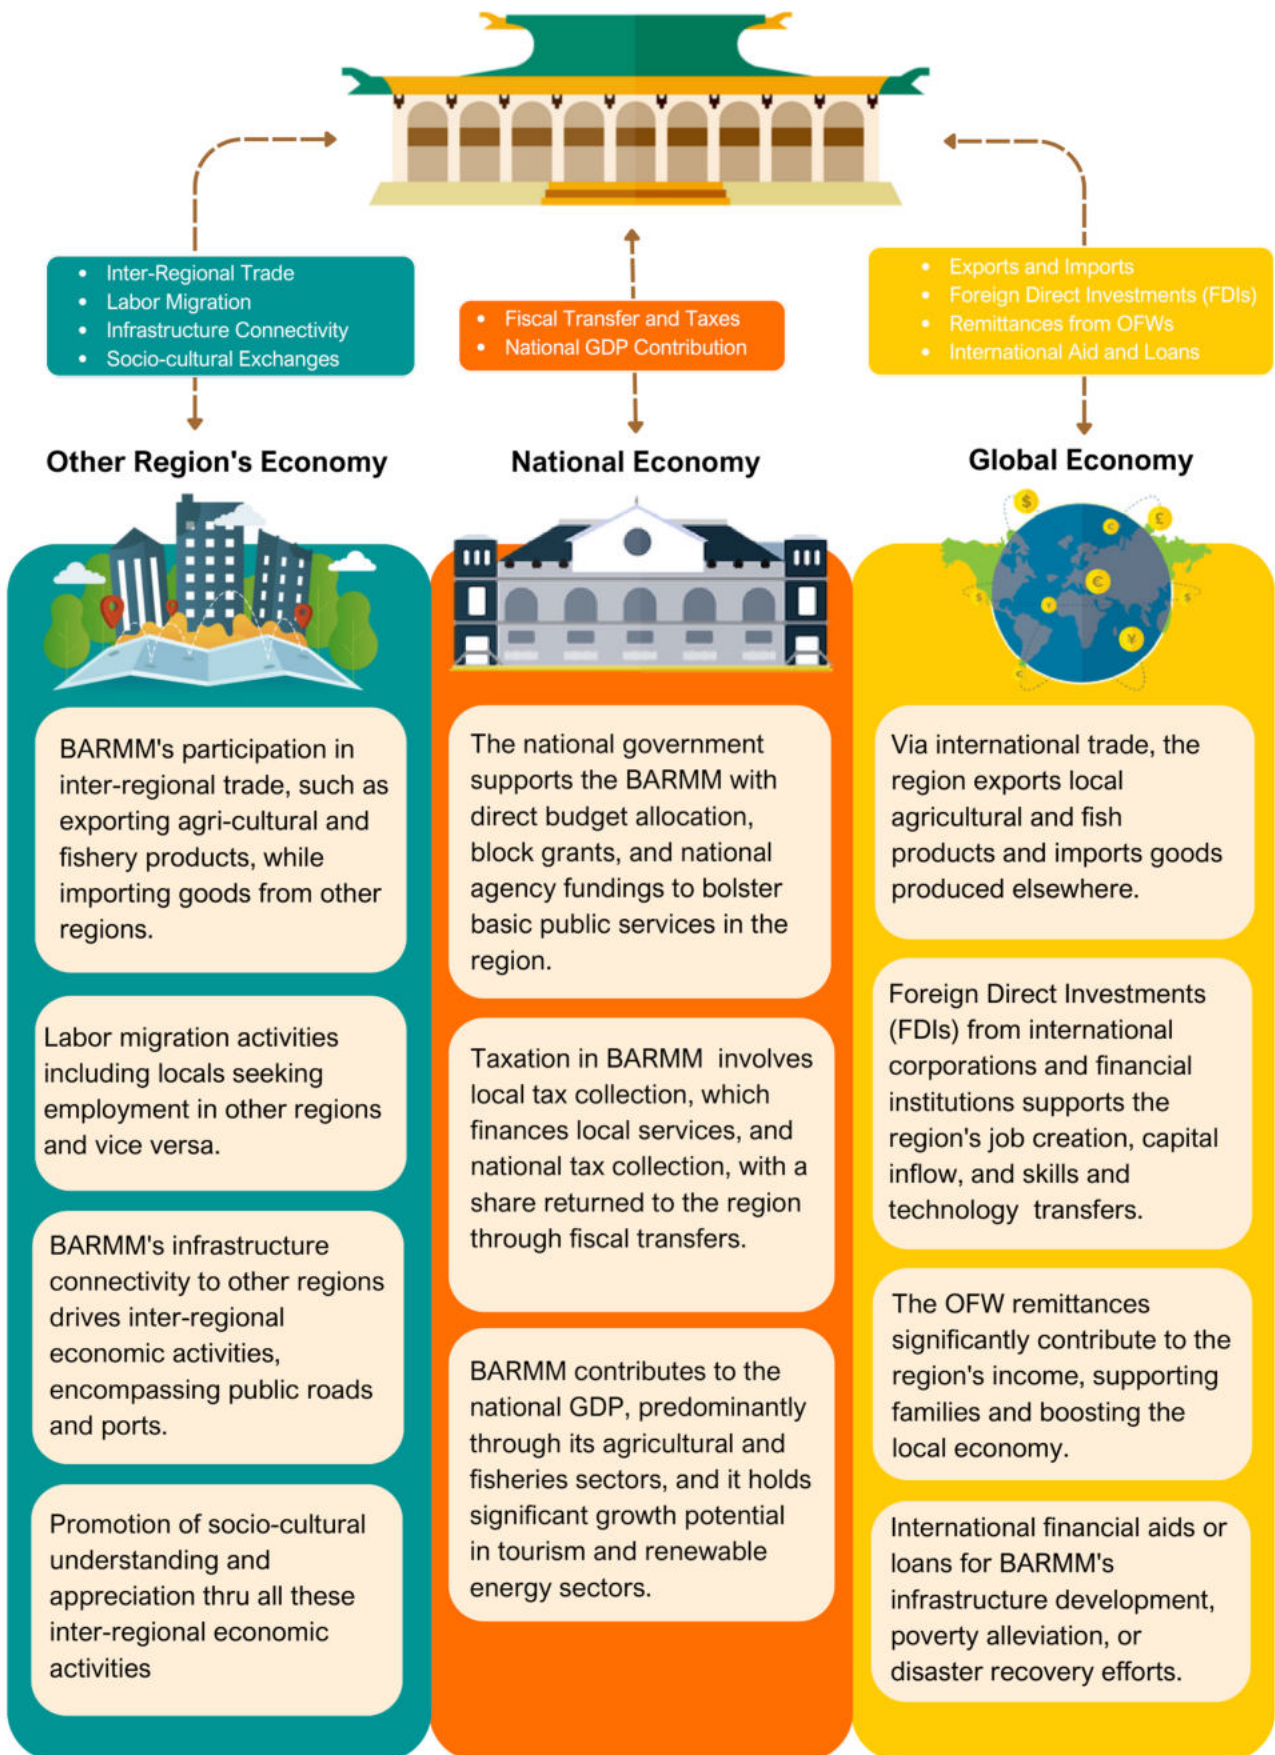 • Inter-Regional Trade
• Labor Migration
• Infrastructure Connectivity
• Socio-cultural Exchanges
• Fiscal Transfer and Taxes
• National GDP Contribution
• Exports and Imports
• Foreign Direct Investments (FDIs)
• Remittances from OFWs
• International Aid and Loans
Other Region's Economy
BARMM's participation in
inter-regional trade, such as
exporting agri-cultural and
fishery products, while
importing goods from other
regions.
Labor migration activities
including locals seeking
employment in other regions
and vice versa.
BARMM's infrastructure
connectivity to other regions
drives inter-regional
economic activities,
encompassing public roads
and ports.
Promotion of socio-cultural
understanding and
appreciation thru all these
inter-regional economic
activities
National Economy
The national government
supports the BARMM with
direct budget allocation,
block grants, and national
agency fundings to bolster
basic public services in the
region.
Taxation in BARMM involves
local tax collection, which
finances local services, and
national tax collection, with a
share returned to the region
through fiscal transfers.
BARMM contributes to the
national GDP, predominantly
through its agricultural and
fisheries sectors, and it holds
significant growth potential
in tourism and renewable
energy sectors.
Global Economy
$
£
€
€
¥
¥
$
$
€
Via international trade, the
region exports local
agricultural and fish
products and imports goods
produced elsewhere.
Foreign Direct Investments
(FDIs) from international
corporations and financial
institutions supports the
region's job creation, capital
inflow, and skills and
technology transfers.
The OFW remittances
significantly contribute to the
region's income, supporting
families and boosting the
local economy.
International financial aids or
loans for BARMM's
infrastructure development,
poverty alleviation, or
disaster recovery efforts.